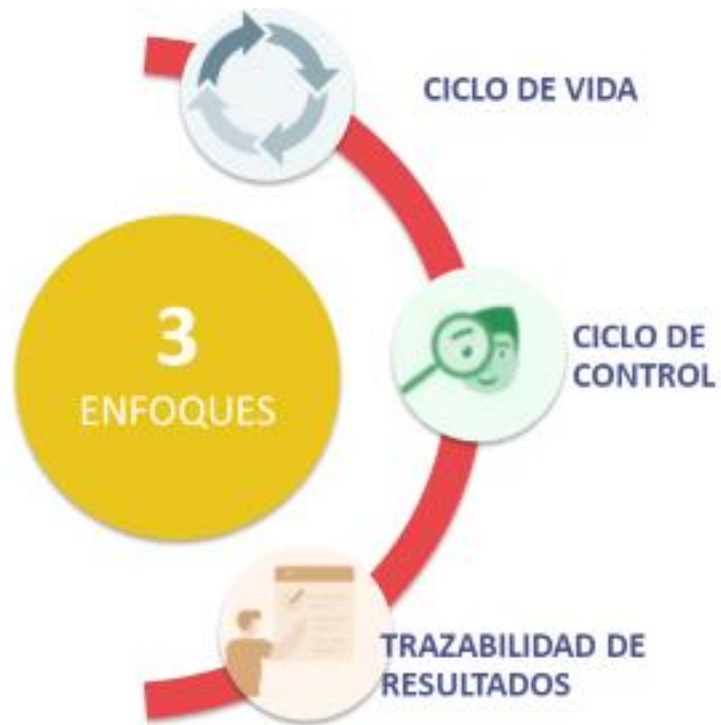 CICLO DE VIDA
3
ENFOQUES
CICLO DE
CONTROL
TRAZABILIDAD DE
RESULTADOS